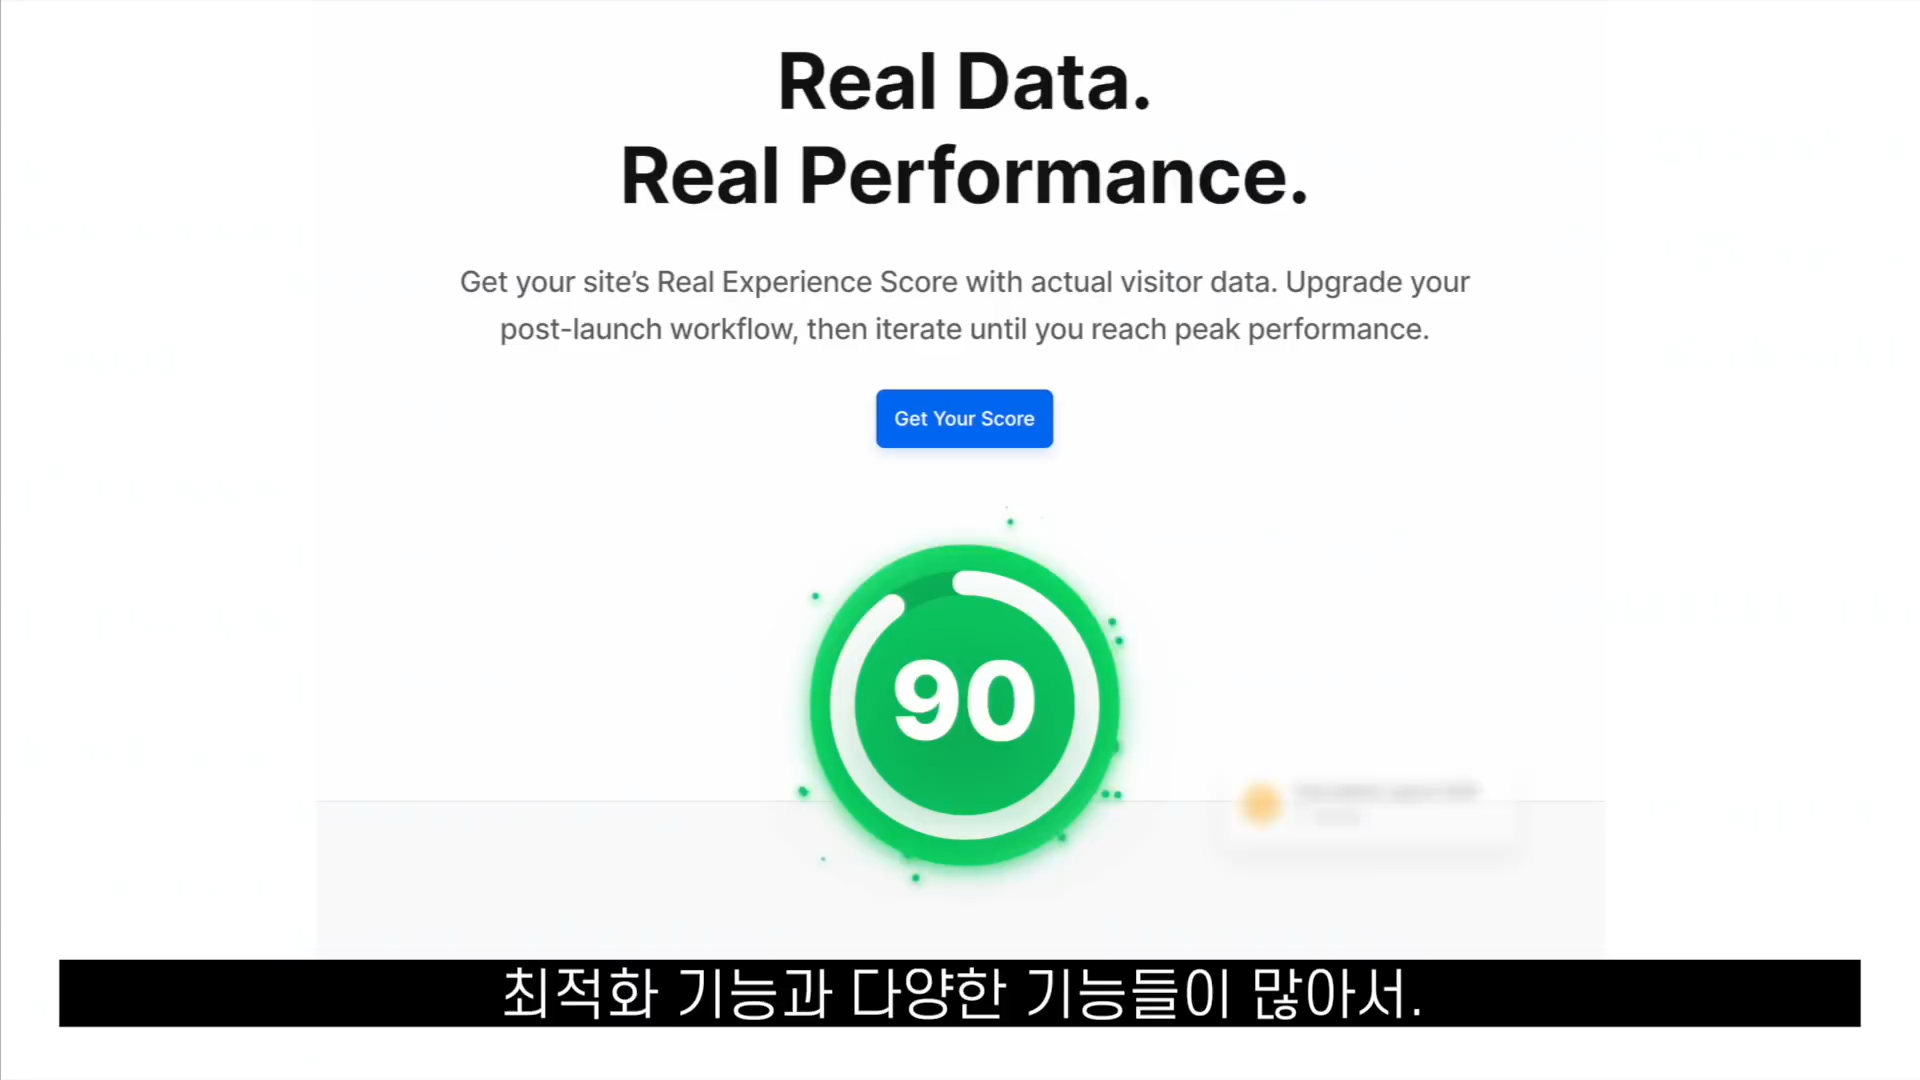 Real Data.
Real Performance.
Get your site’s Real Experience Score with actual visitor data. Upgrade your
post-launch workflow, then iterate until you reach peak performance.
Get Your Score
90
최적화 기능과 다양한 기능들이 많아서.